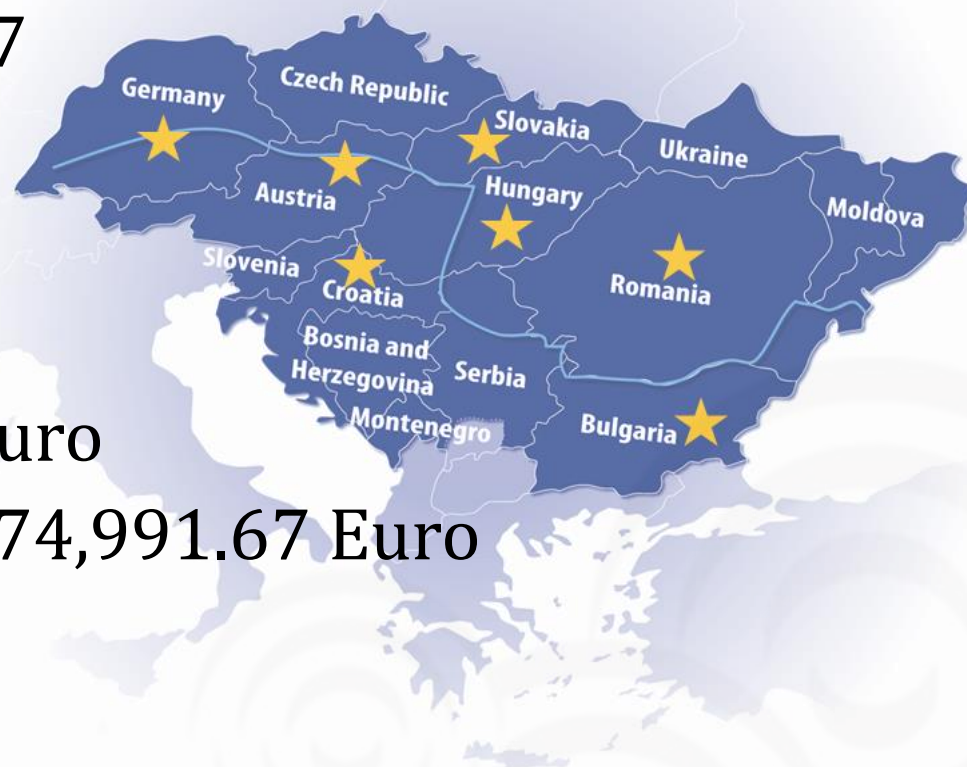 7
Czech Republic
Germany
Slovakia
Ukraine
Hungary
Austria
Moldova
Slovenia
Romania
Croatia
Bosnia and
Herzegovina
Serbia
Montenegro
Bulgaria
uro
74,991.67 Euro